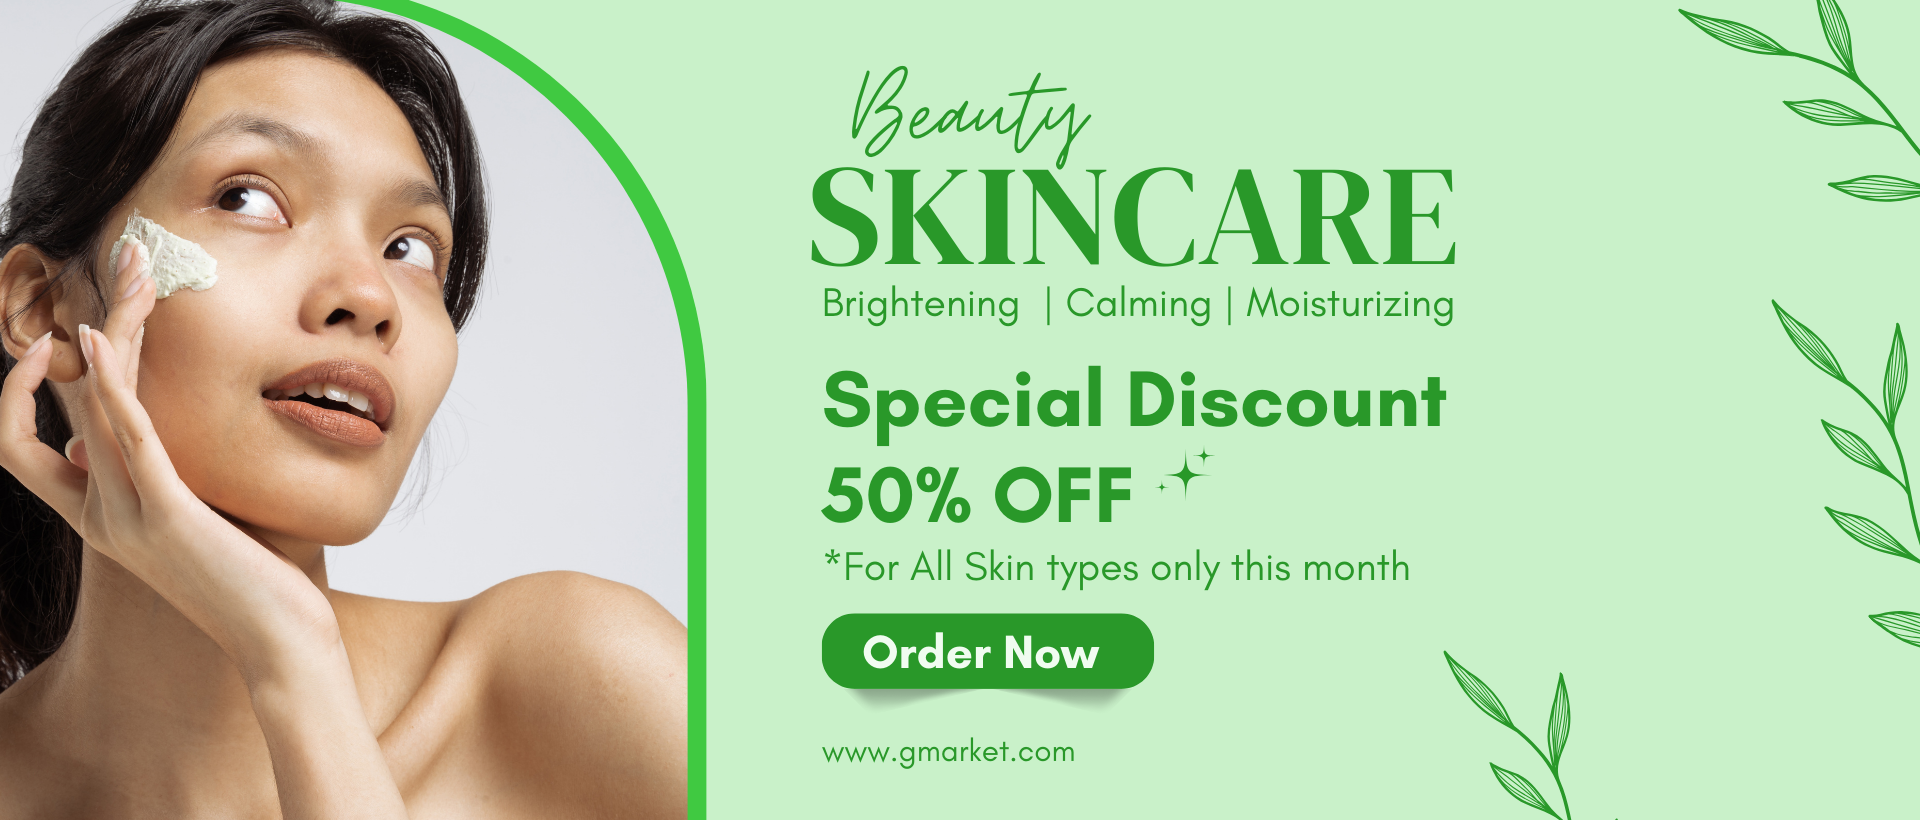 Beauty
SKINCARE
Brightening | Calming | Moisturizing
Special Discount
50% OFF
*For All Skin types only this month
Order Now
www.gmarket.com